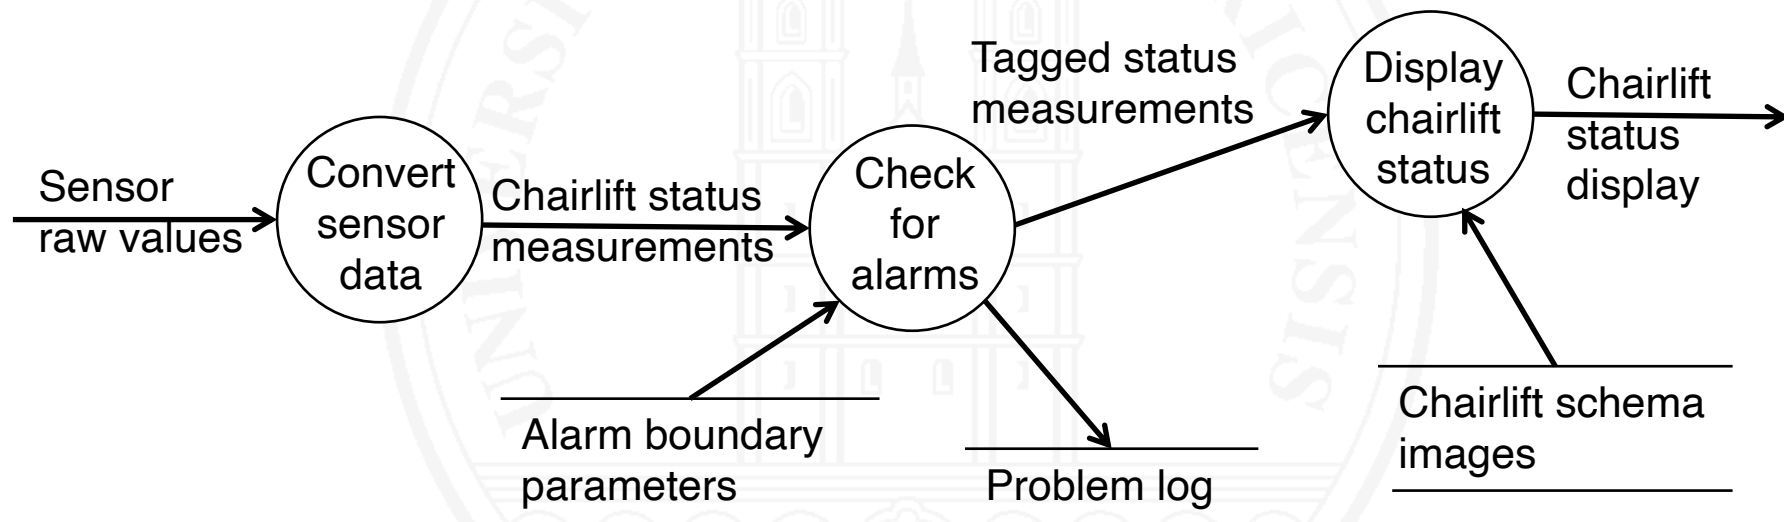 Sensor
raw values
Convert
sensor
data
Chairlift status
measurements
Check
for
alarms
Tagged status
measurements
Display
chairlift
status
Chairlift
status
display
Alarm boundary
parameters
Problem log
Chairlift schema
images